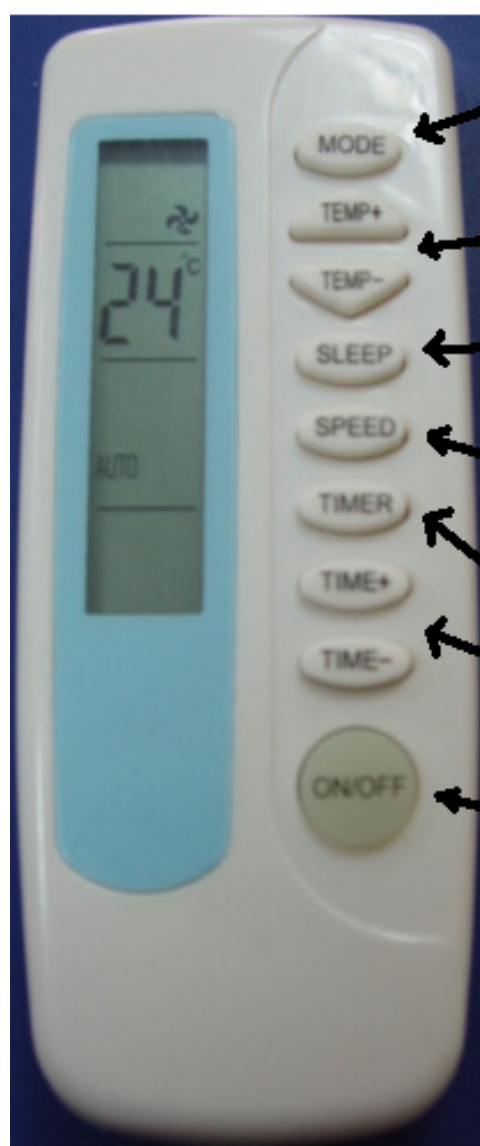 24°C
AUTO
MODE
TEMP+
TEMP-
SLEEP
SPEED
TIMER
TIME+
TIME-
ON/OFF